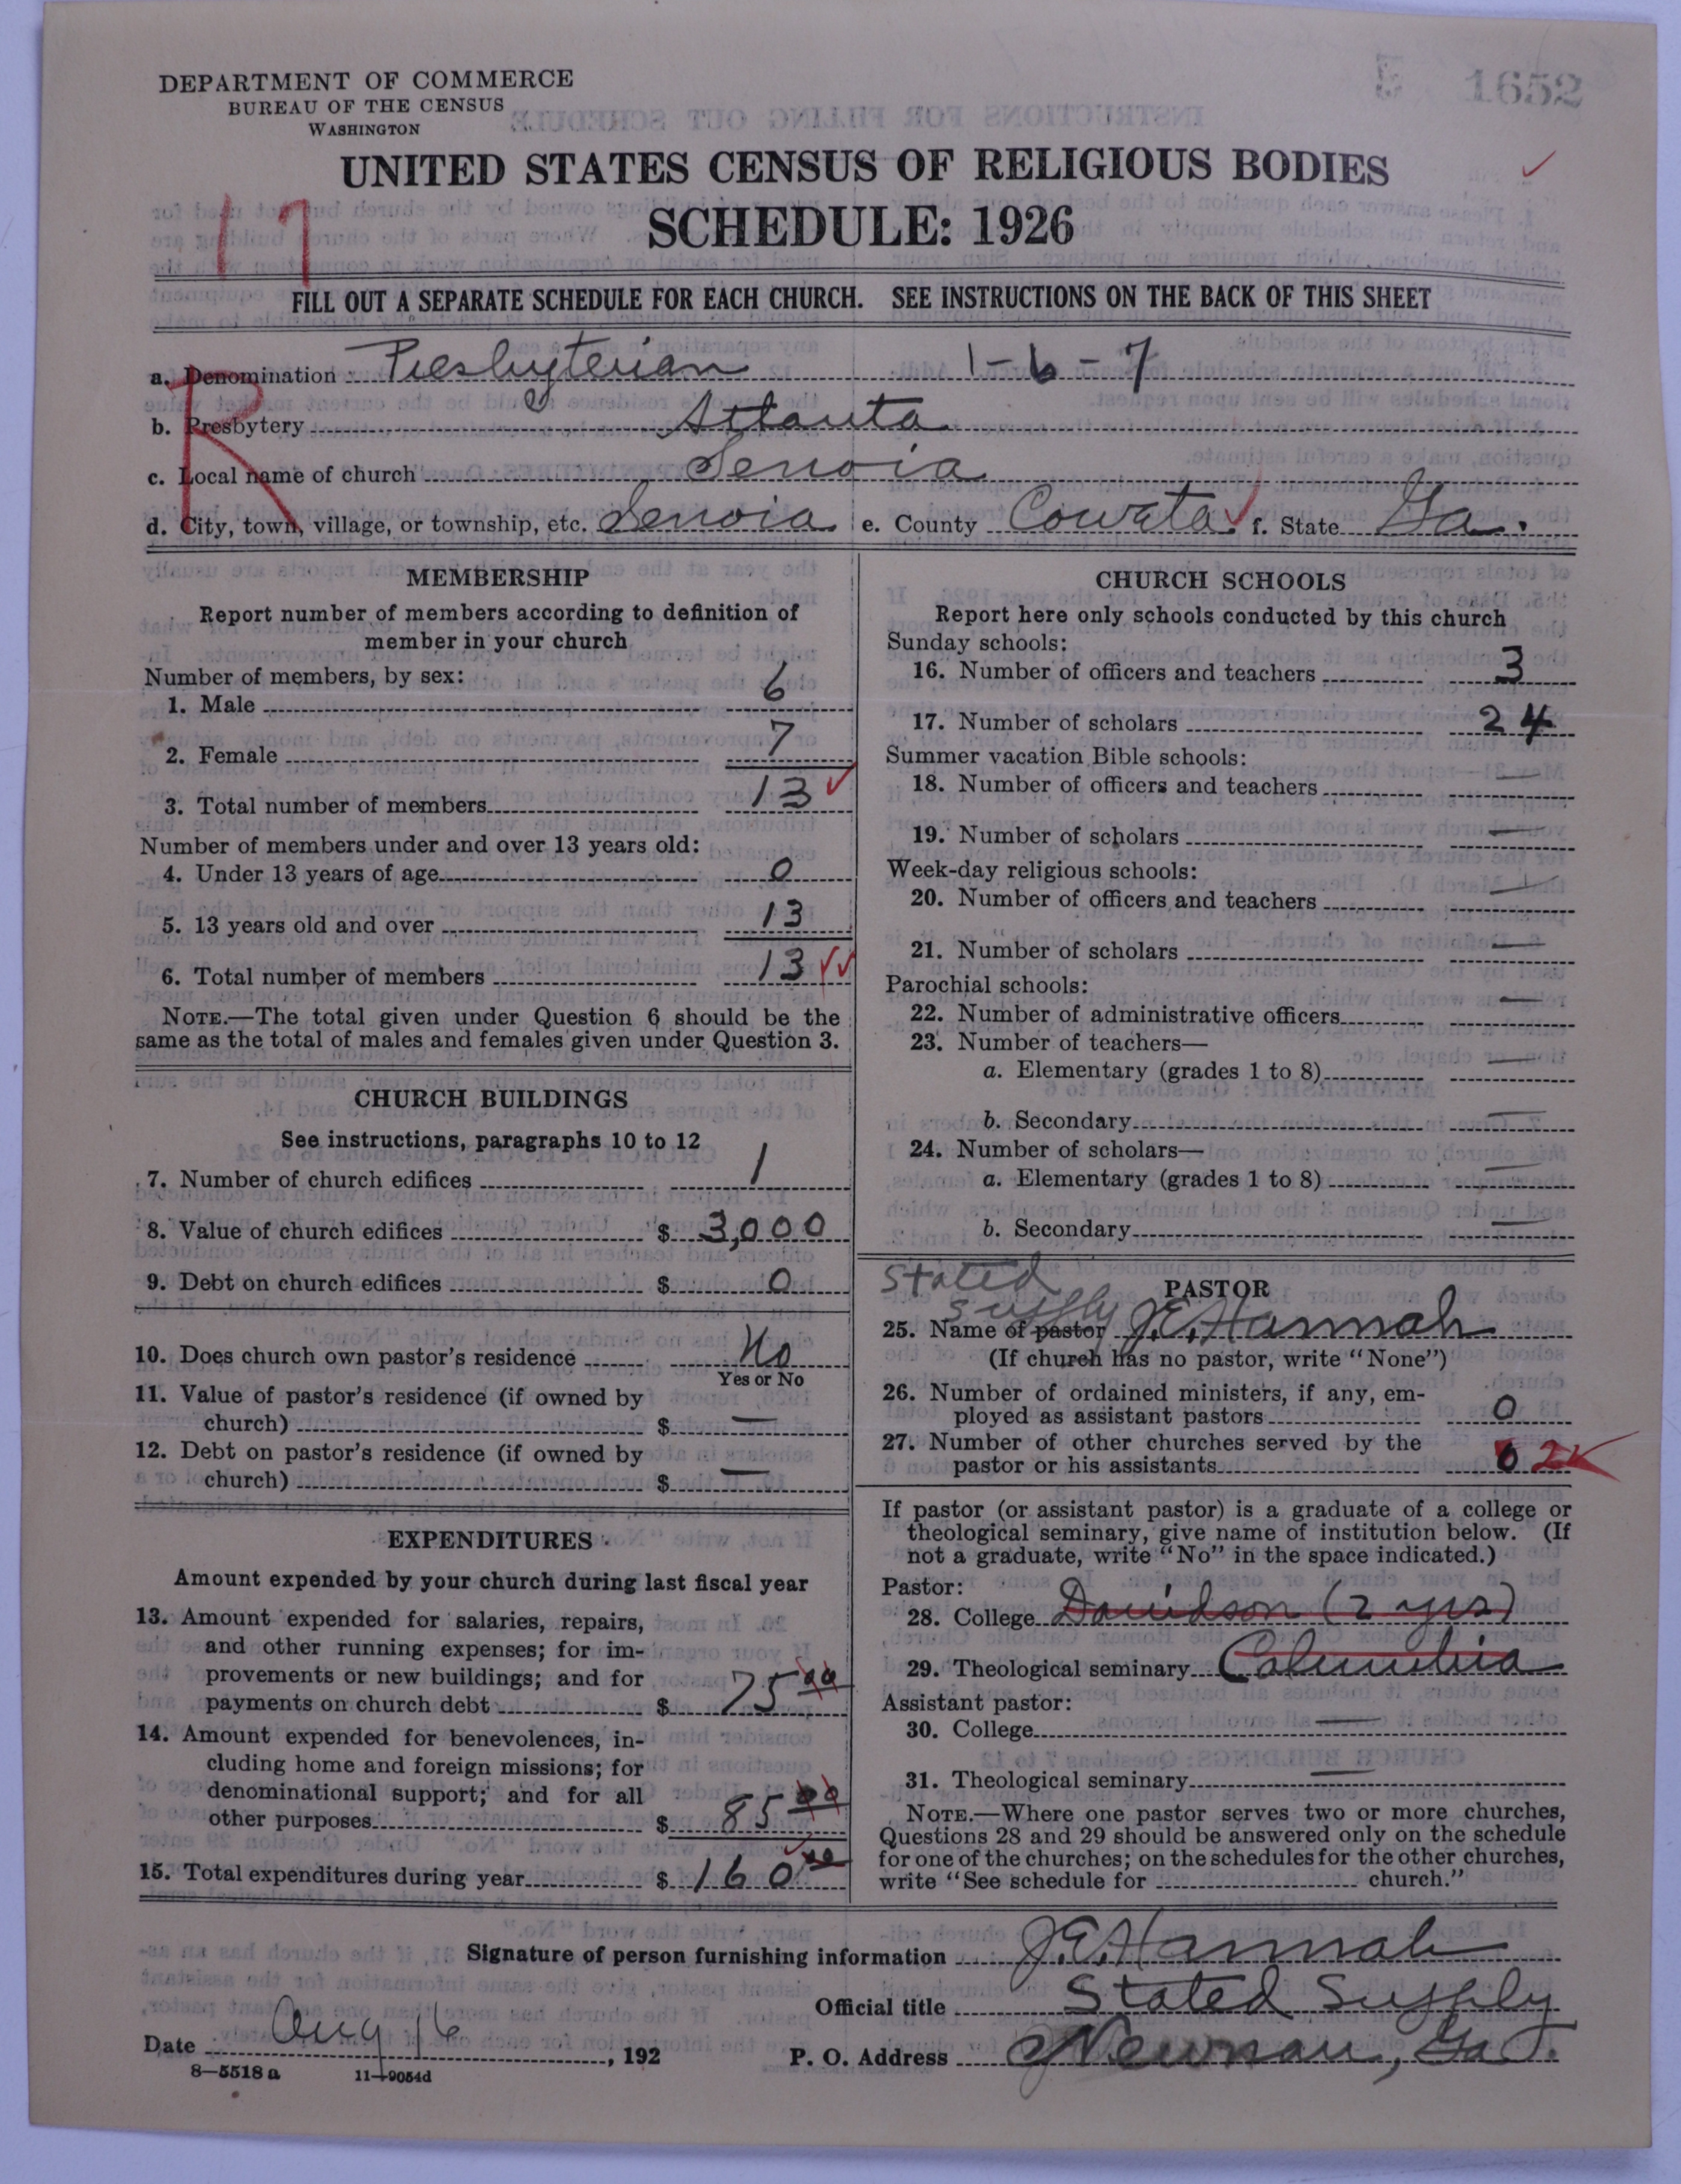 DEPARTMENT OF COMMERCE
BUREAU OF THE CENSUS
WASHINGTON
1652
UNITED STATES CENSUS OF RELIGIOUS BODIES
SCHEDULE: 1926
17
FILL OUT A SEPARATE SCHEDULE FOR EACH CHURCH. SEE INSTRUCTIONS ON THE BACK OF THIS SHEET
R
a. Denomination Presbyterian 1-6-7
b. Presbytery Atlanta
c. Local name of church Senoia
d. City, town, village, or township, etc. Senoia e. County Coweta f. State Ga.
MEMBERSHIP
Report number of members according to definition of
member in your church
Number of members, by sex:
1. Male 6
2. Female 7
3. Total number of members 13
Number of members under and over 13 years old:
4. Under 13 years of age 0
5. 13 years old and over 13
6. Total number of members 13
NOTE.—The total given under Question 6 should be the
same as the total of males and females given under Question 3.
CHURCH BUILDINGS
See instructions, paragraphs 10 to 12
7. Number of church edifices 1
8. Value of church edifices $ 3,000
9. Debt on church edifices $ 0
10. Does church own pastor's residence No
Yes or No
11. Value of pastor's residence (if owned by
church) $ —
12. Debt on pastor's residence (if owned by
church) $ —
EXPENDITURES
Amount expended by your church during last fiscal year
13. Amount expended for salaries, repairs,
and other running expenses; for im-
provements or new buildings; and for
payments on church debt $ 75 00
14. Amount expended for benevolences, in-
cluding home and foreign missions; for
denominational support; and for all
other purposes $ 85 00
15. Total expenditures during year $ 160 00
CHURCH SCHOOLS
Report here only schools conducted by this church
Sunday schools:
16. Number of officers and teachers 3
17. Number of scholars 24
Summer vacation Bible schools:
18. Number of officers and teachers —
19. Number of scholars —
Week-day religious schools:
20. Number of officers and teachers —
21. Number of scholars —
Parochial schools:
22. Number of administrative officers —
23. Number of teachers—
a. Elementary (grades 1 to 8) —
b. Secondary —
24. Number of scholars—
a. Elementary (grades 1 to 8) —
b. Secondary —
Stated
PASTOR
Supply
25. Name of pastor J.E. Hannah
(If church has no pastor, write "None")
26. Number of ordained ministers, if any, em-
ployed as assistant pastors 0
27. Number of other churches served by the
pastor or his assistants 6 2
If pastor (or assistant pastor) is a graduate of a college or
theological seminary, give name of institution below. (If
not a graduate, write "No" in the space indicated.)
Pastor:
28. College Davidson (2 yrs)
29. Theological seminary Columbia
Assistant pastor:
30. College —
31. Theological seminary —
NOTE.—Where one pastor serves two or more churches,
Questions 28 and 29 should be answered only on the schedule
for one of the churches; on the schedules for the other churches,
write "See schedule for church."
Signature of person furnishing information J.E. Hannah
Official title Stated Supply
Date Aug 16, 192 P. O. Address Newnan, Ga.
8—5518 a 11—9054d